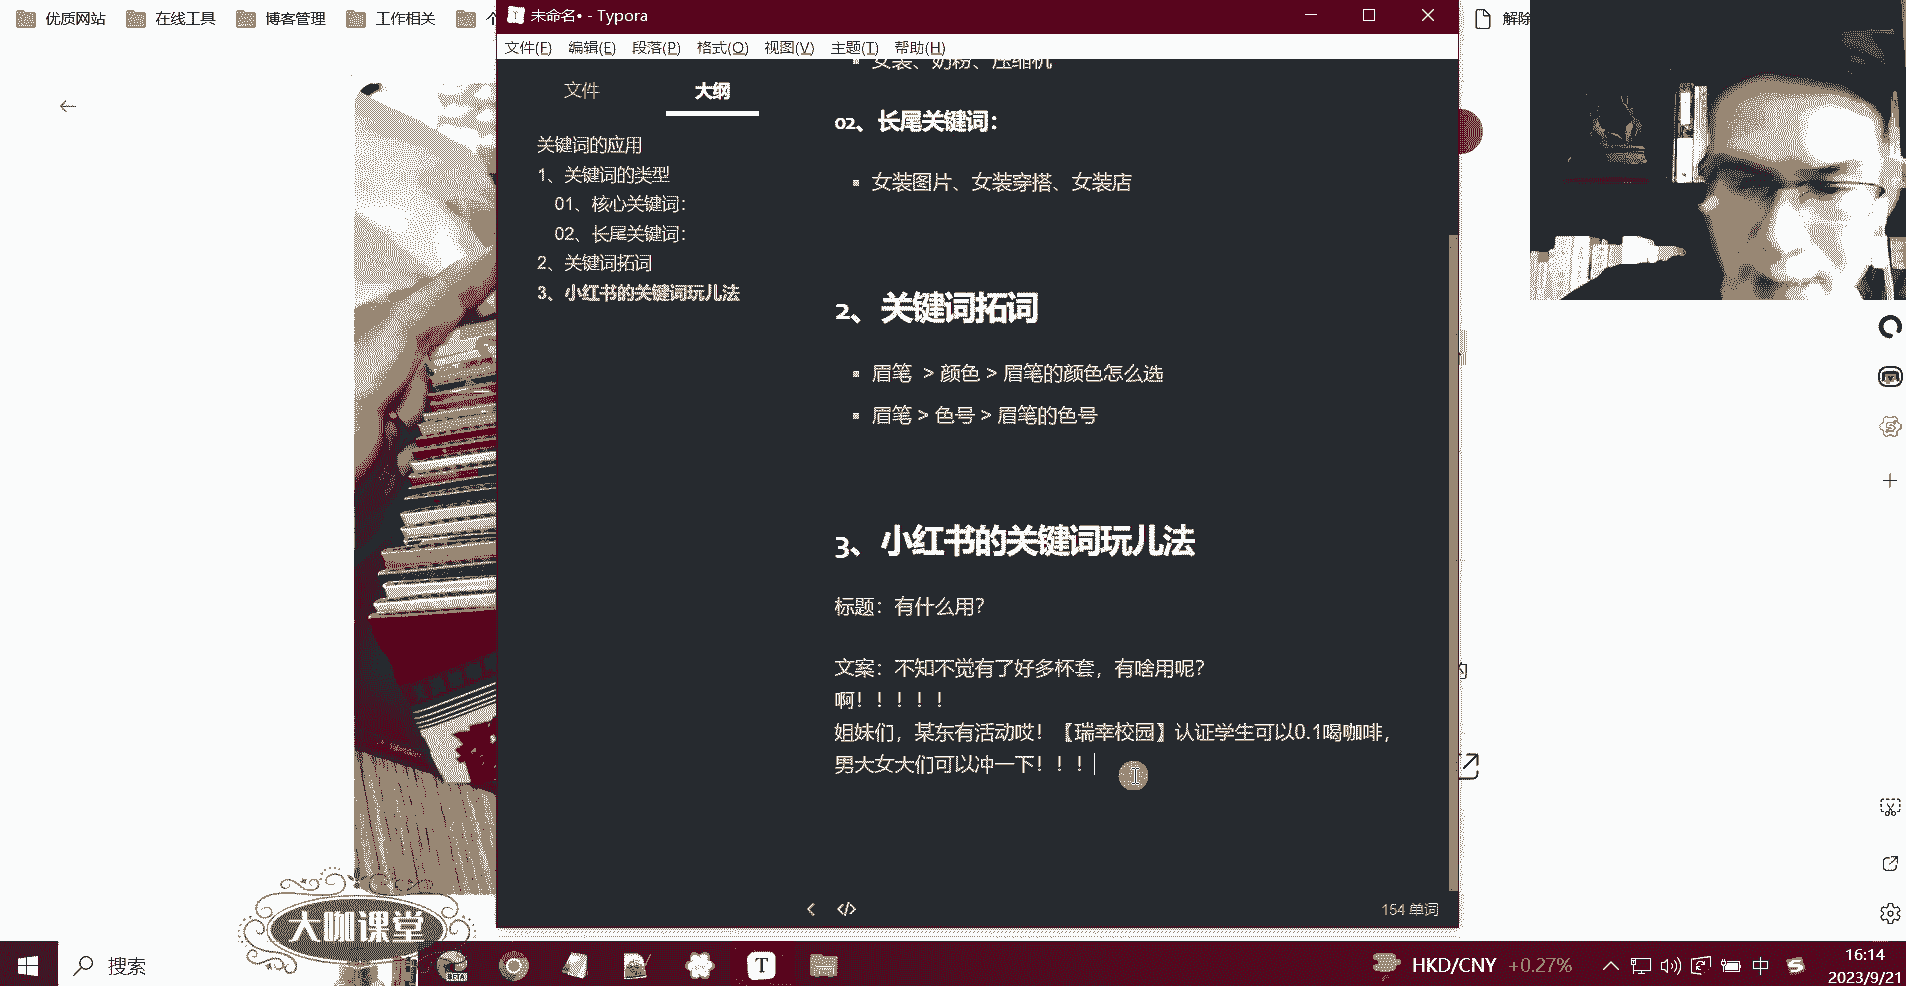 优质网站
在线工具
博客管理
工作相关
未命名• - Typora
解除
文件(F) 编辑(E) 段落(P) 格式(O) 视图(V) 主题(T) 帮助(H)
文件
大纲
关键词的应用
1、关键词的类型
01、核心关键词：
02、长尾关键词：
2、关键词拓词
3、小红书的关键词玩儿法
女装、奶粉、压缩机
02、长尾关键词：
女装图片、女装穿搭、女装店
2、关键词拓词
眉笔 > 颜色 > 眉笔的颜色怎么选
眉笔 > 色号 > 眉笔的色号
3、小红书的关键词玩儿法
标题：有什么用？
文案：不知不觉有了好多杯套，有啥用呢？
啊！！！！！
姐妹们，某东有活动哎！【瑞幸校园】认证学生可以0.1喝咖啡，
男大女大们可以冲一下！！！
154 单词
大咖课堂
搜索
BETA
T
HKD/CNY +0.27%
中
16:14
2023/9/21